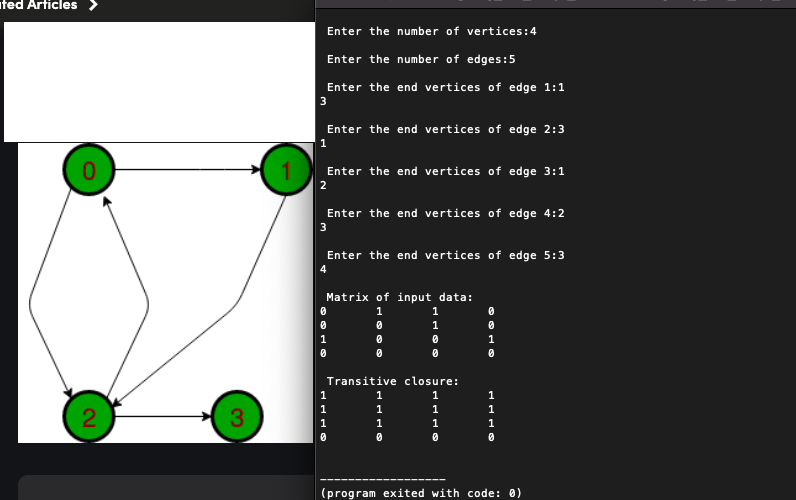 ted Articles
0
1
2
3
Enter the number of vertices:4
Enter the number of edges:5
Enter the end vertices of edge 1:1
3
Enter the end vertices of edge 2:3
1
Enter the end vertices of edge 3:1
2
Enter the end vertices of edge 4:2
3
Enter the end vertices of edge 5:3
4
Matrix of input data:
0 1 1 0
0 0 1 0
1 0 0 1
0 0 0 0
Transitive closure:
1 1 1 1
1 1 1 1
1 1 1 1
0 0 0 0
------------------
(program exited with code: 0)